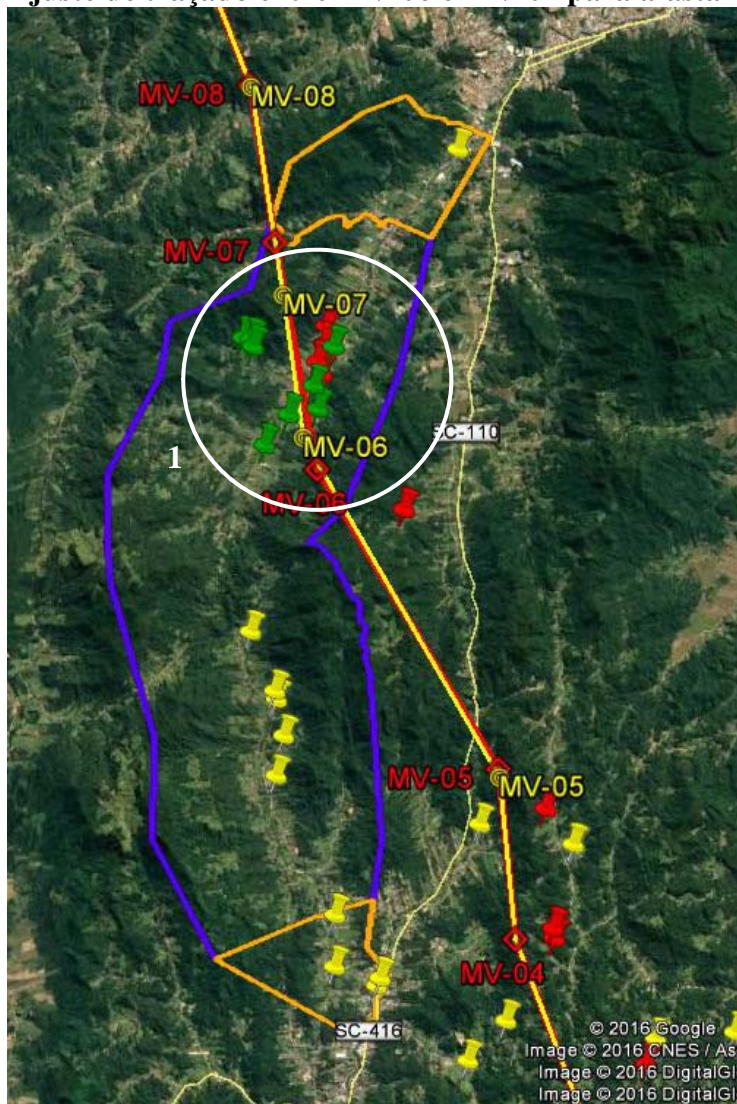 MV-08 MV-08
MV-07
MV-07
MV-06
SC-110
1
MV-06
MV-05 MV-05
MV-04
SC-416
© 2016 Google
Image © 2016 CNES / As
Image © 2016 DigitalGl
Image © 2016 DigitalGl